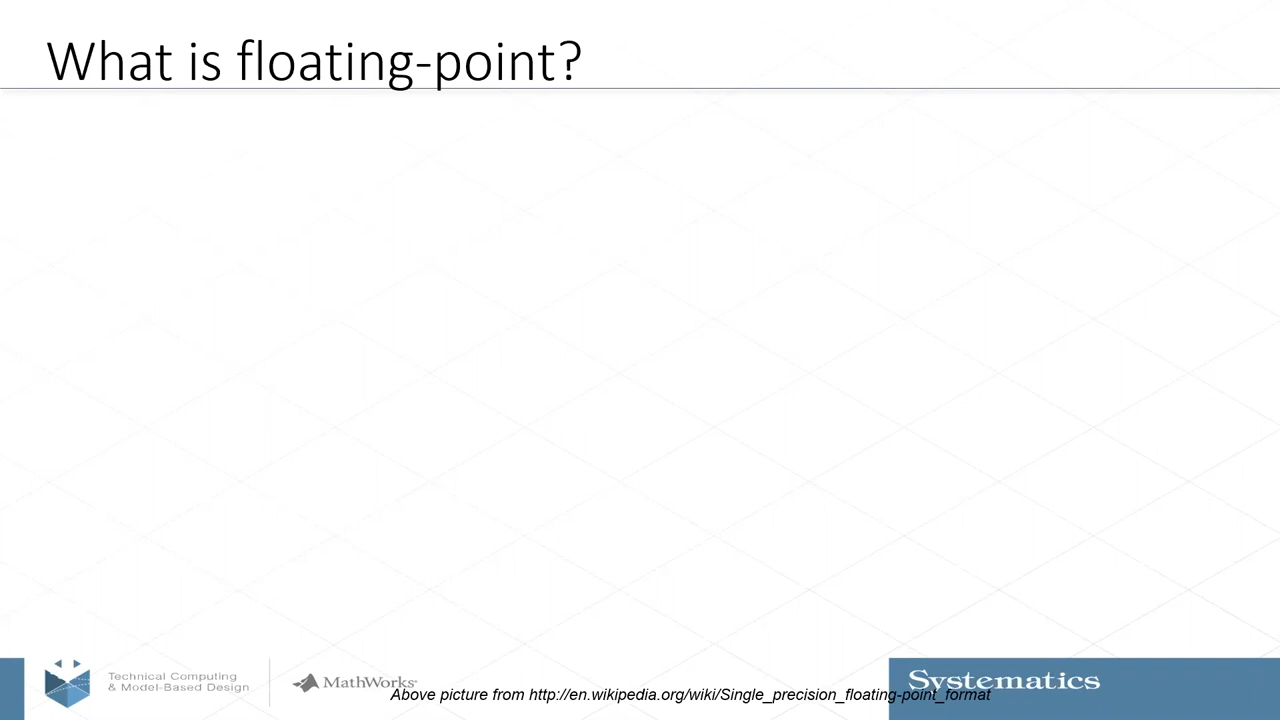 What is floating-point?
Technical Computing
& Model-Based Design
MathWorks
Above picture from http://en.wikipedia.org/wiki/Single_precision_floating-point_format
Systematics